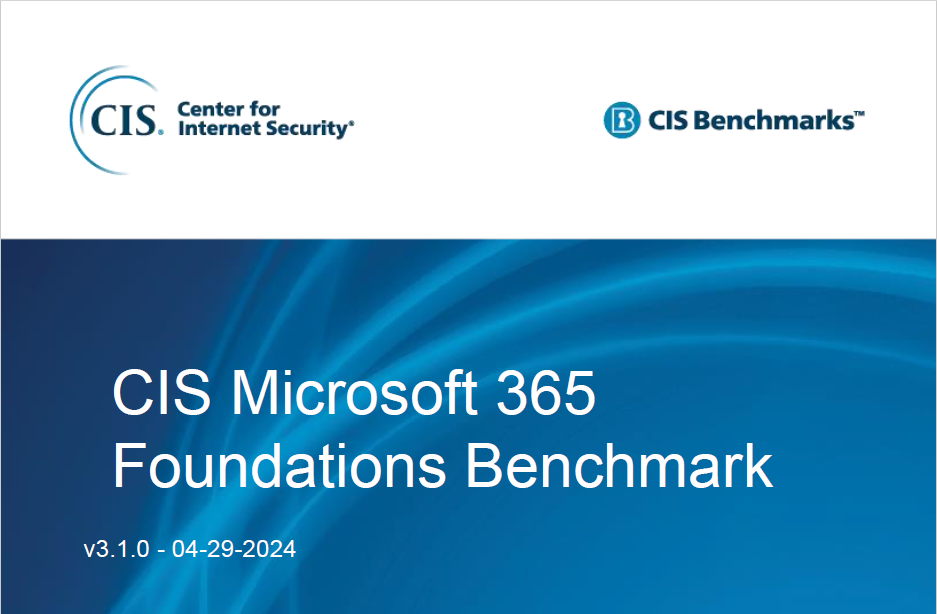 CIS. Center for
Internet Security®
CIS Benchmarks™
CIS Microsoft 365
Foundations Benchmark
v3.1.0 - 04-29-2024